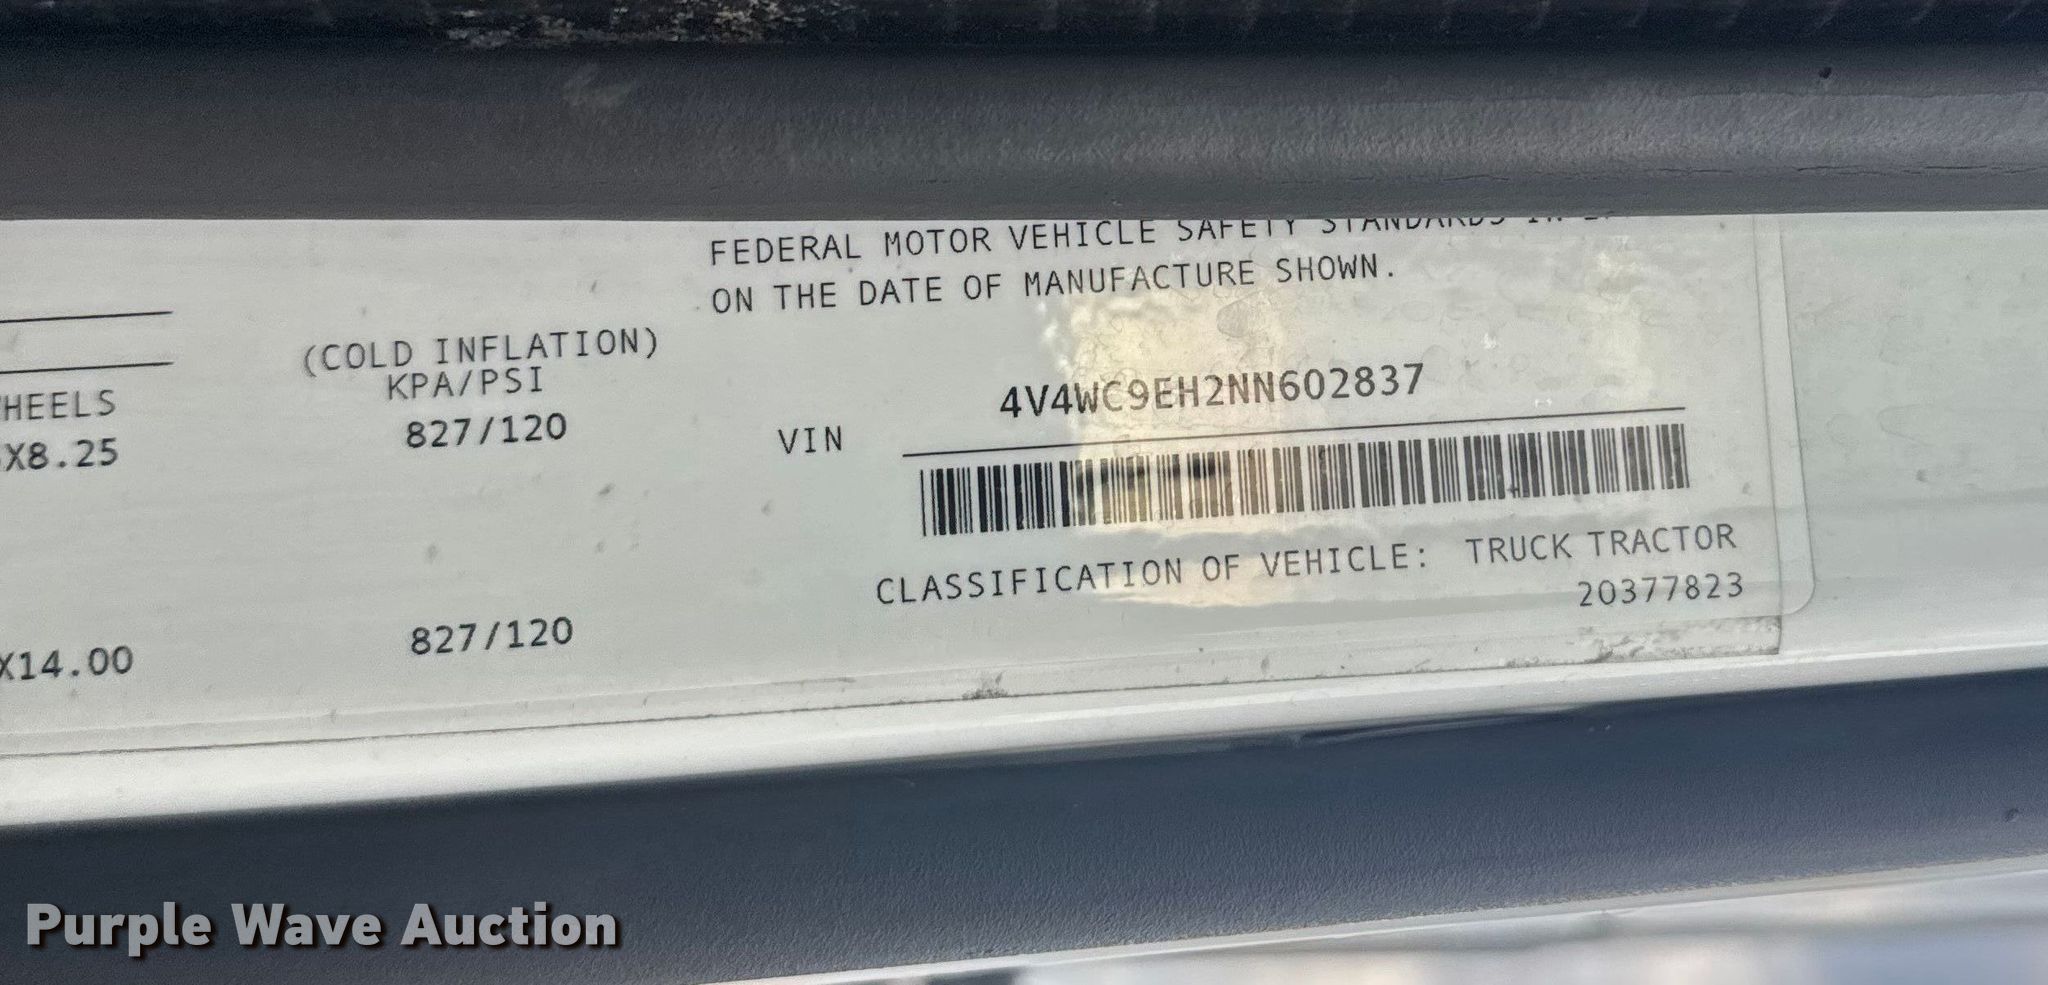 FEDERAL MOTOR VEHICLE SAFETY STANDARDS
ON THE DATE OF MANUFACTURE SHOWN.
(COLD INFLATION)
KPA/PSI
HEELS
827/120
X8.25
4V4WC9EH2NN602837
VIN
CLASSIFICATION OF VEHICLE: TRUCK TRACTOR
20377823
827/120
X14.00
Purple Wave Auction